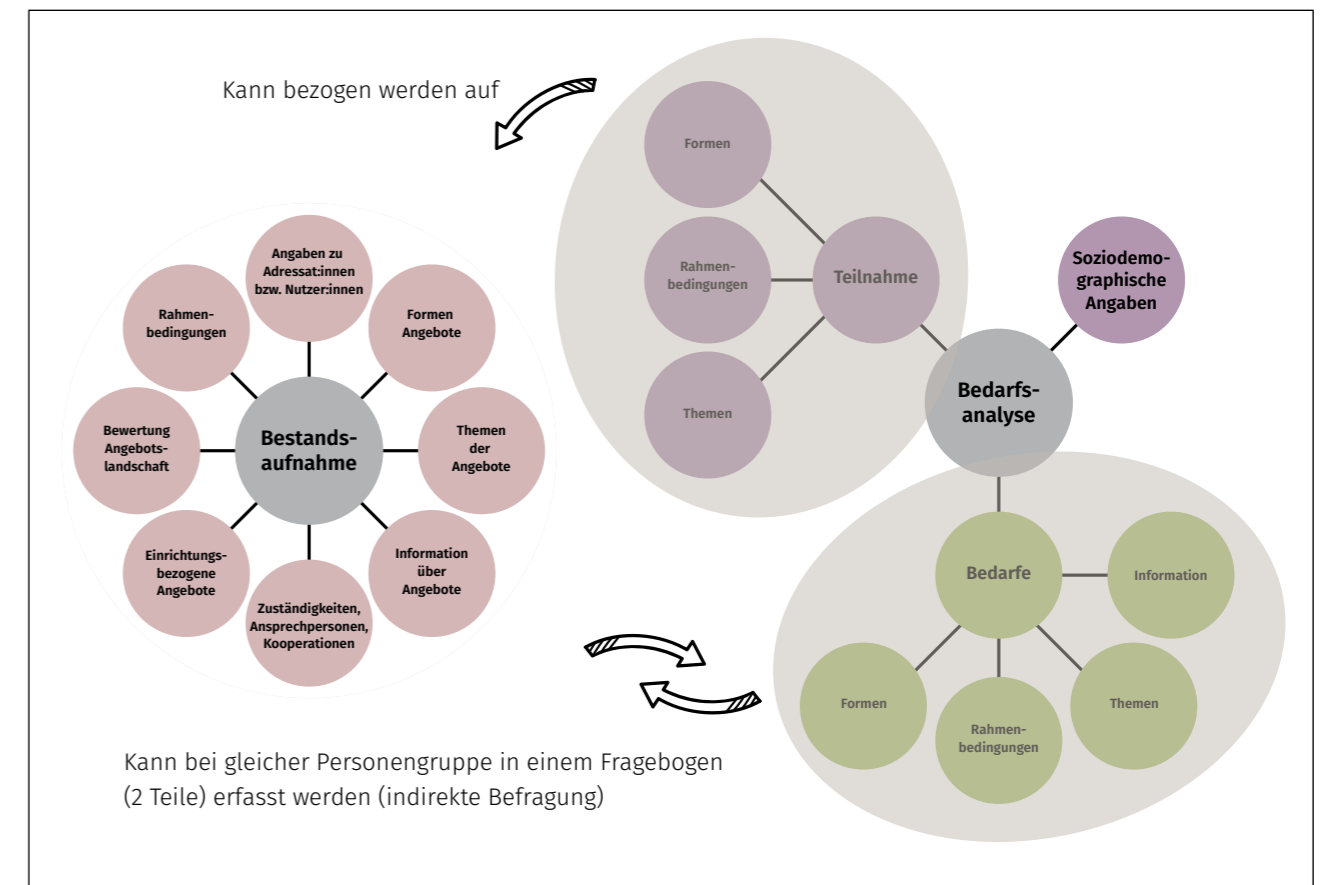 Kann bezogen werden auf
Formen
Rahmen-
bedingungen
Themen
Teilnahme
Soziodemo-
graphische
Angaben
Bedarfs-
analyse
Angaben zu
Adressat:innen
bzw. Nutzer:innen
Formen
Angebote
Themen
der
Angebote
Information
über
Angebote
Zuständigkeiten,
Ansprechpersonen,
Kooperationen
Einrichtungs-
bezogene
Angebote
Bewertung
Angebots-
landschaft
Rahmen-
bedingungen
Bestands-
aufnahme
Bedarfe
Information
Themen
Rahmen-
bedingungen
Formen
Kann bei gleicher Personengruppe in einem Fragebogen
(2 Teile) erfasst werden (indirekte Befragung)